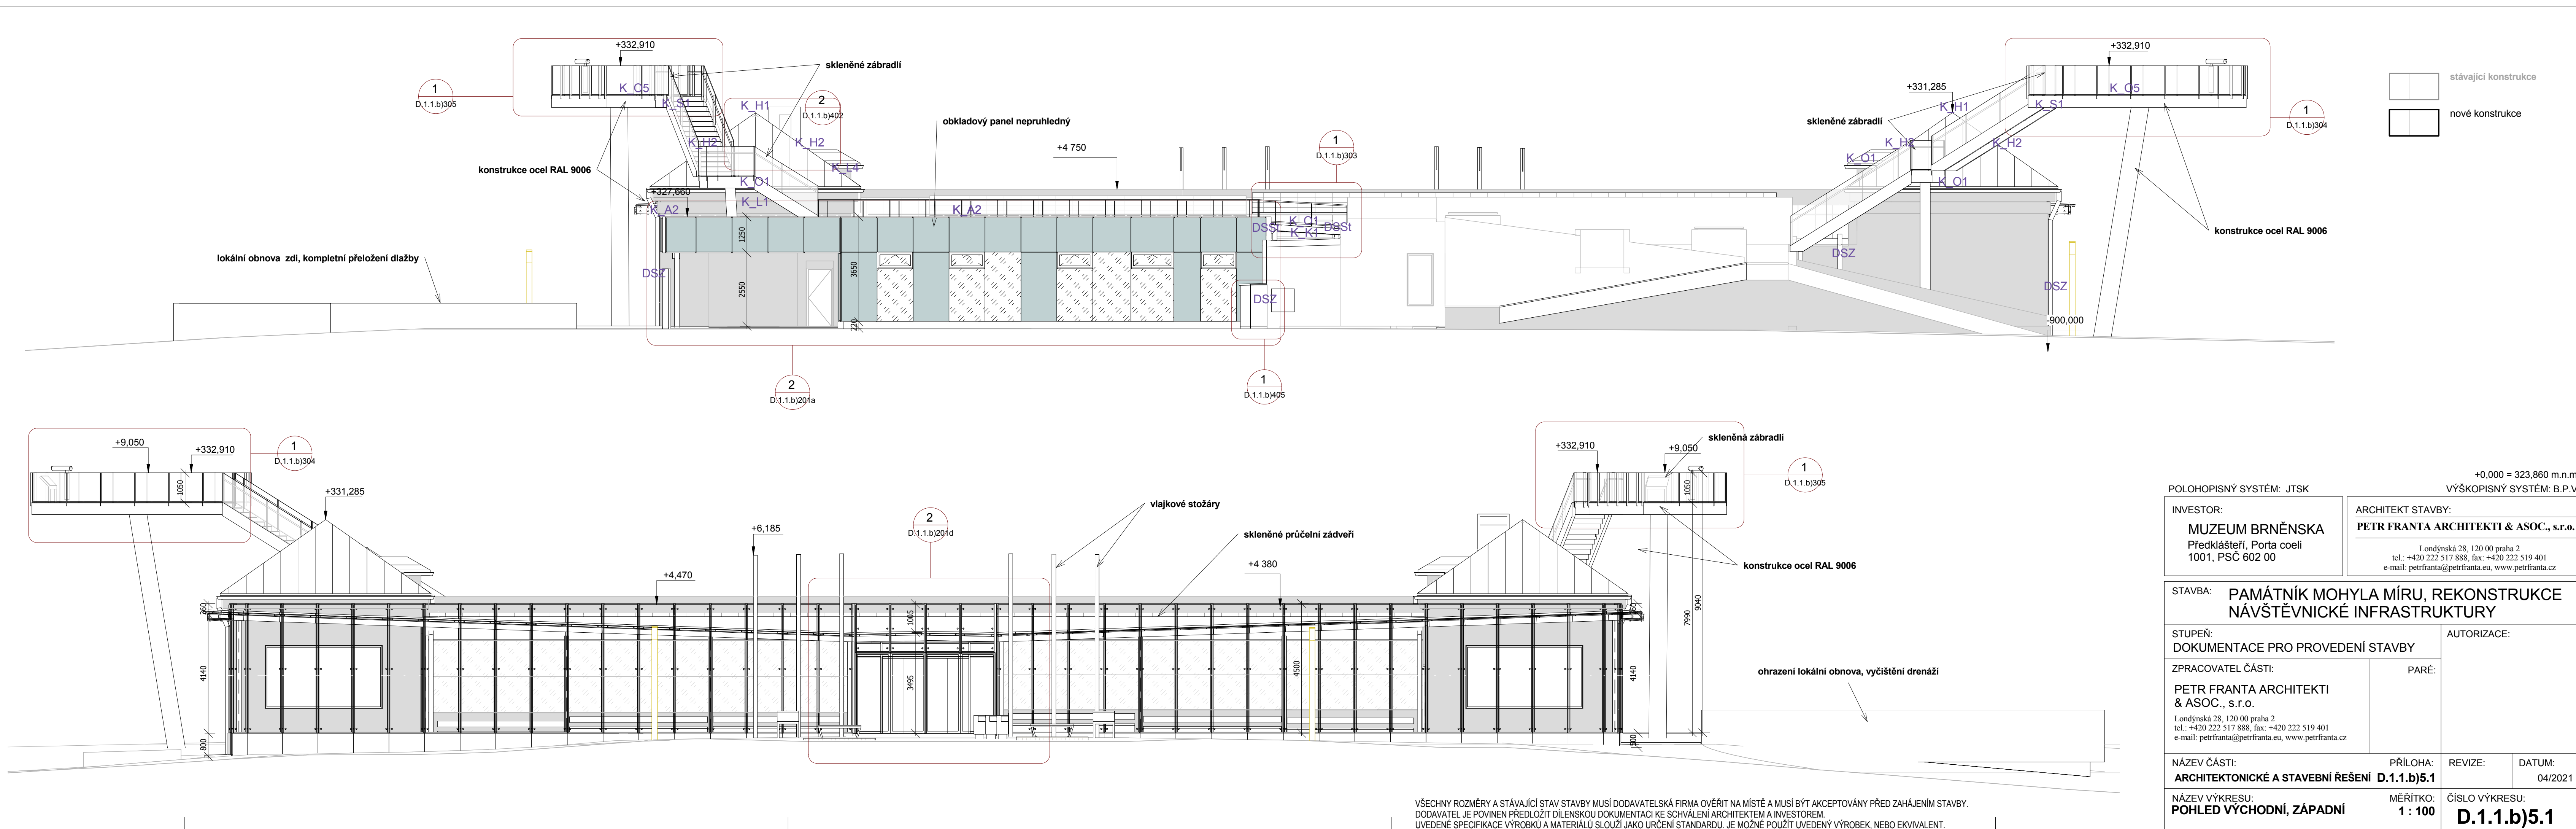 +332,910
skleněné zábradlí
K_O5
K_S1
1
D.1.1.b)305
K_H1
2
D.1.1.b)402
K_H2
K_H2
obkladový panel nepruhledný
konstrukce ocel RAL 9006
K_O1
+327,660
K_L1
K_A2
K_A2
+4 750
1
D.1.1.b)303
K_O1
K_K1
DSSt
DSSt
lokální obnova zdi, kompletní přeložení dlažby
DSZ
1250
2550
3650
220
DSZ
2
D.1.1.b)201a
1
D.1.1.b)405
+332,910
K_O5
+331,285
K_H1
K_S1
skleněné zábradlí
K_H2
K_H2
K_O1
K_O1
1
D.1.1.b)304
DSZ
DSZ
konstrukce ocel RAL 9006
-900,000
stávající konstrukce
nové konstrukce
+9,050
+332,910
1
D.1.1.b)304
1050
+331,285
+6,185
2
D.1.1.b)201d
vlajkové stožáry
skleněné průčelní zádveři
+4,470
+4 380
1005
3495
4500
360
4140
800
+332,910
+9,050
skleněná zábradlí
1
D.1.1.b)305
1050
konstrukce ocel RAL 9006
7990
9040
4140
500
ohrazení lokální obnova, vyčištění drenáží
VŠECHNY ROZMĚRY A STÁVAJÍCÍ STAV STAVBY MUSÍ DODAVATELSKÁ FIRMA OVĚŘIT NA MÍSTĚ A MUSÍ BÝT AKCEPTOVÁNY PŘED ZAHÁJENÍM STAVBY.
DODAVATEL JE POVINEN PŘEDLOŽIT DÍLENSKOU DOKUMENTACI KE SCHVÁLENÍ ARCHITEKTEM A INVESTOREM.
UVEDENÉ SPECIFIKACE VÝROBKŮ A MATERIÁLŮ SLOUŽÍ JAKO URČENÍ STANDARDU. JE MOŽNÉ POUŽÍT UVEDENÝ VÝROBEK, NEBO EKVIVALENT.
+0,000 = 323,860 m.n.m
POLOHOPISNÝ SYSTÉM: JTSK
VÝŠKOPISNÝ SYSTÉM: B.P.V
INVESTOR:
MUZEUM BRNĚNSKA
Předklášteří, Porta coeli
1001, PSČ 602 00
ARCHITEKT STAVBY:
PETR FRANTA ARCHITEKTI & ASOC., s.r.o.
Londýnská 28, 120 00 praha 2
tel.: +420 222 517 888, fax: +420 222 519 401
e-mail: petrfranta@petrfranta.eu, www.petrfranta.cz
STAVBA: PAMÁTNÍK MOHYLA MÍRU, REKONSTRUKCE
NÁVŠTĚVNICKÉ INFRASTRUKTURY
STUPEŇ:
DOKUMENTACE PRO PROVEDENÍ STAVBY
AUTORIZACE:
ZPRACOVATEL ČÁSTI:
PARÉ:
PETR FRANTA ARCHITEKTI
& ASOC., s.r.o.
Londýnská 28, 120 00 praha 2
tel.: +420 222 517 888, fax: +420 222 519 401
e-mail: petrfranta@petrfranta.eu, www.petrfranta.cz
NÁZEV ČÁSTI:
ARCHITEKTONICKÉ A STAVEBNÍ ŘEŠENÍ
PŘÍLOHA:
D.1.1.b)5.1
REVIZE:
DATUM:
04/2021
NÁZEV VÝKRESU:
POHLED VÝCHODNÍ, ZÁPADNÍ
MĚŘÍTKO:
1 : 100
ČÍSLO VÝKRESU:
D.1.1.b)5.1